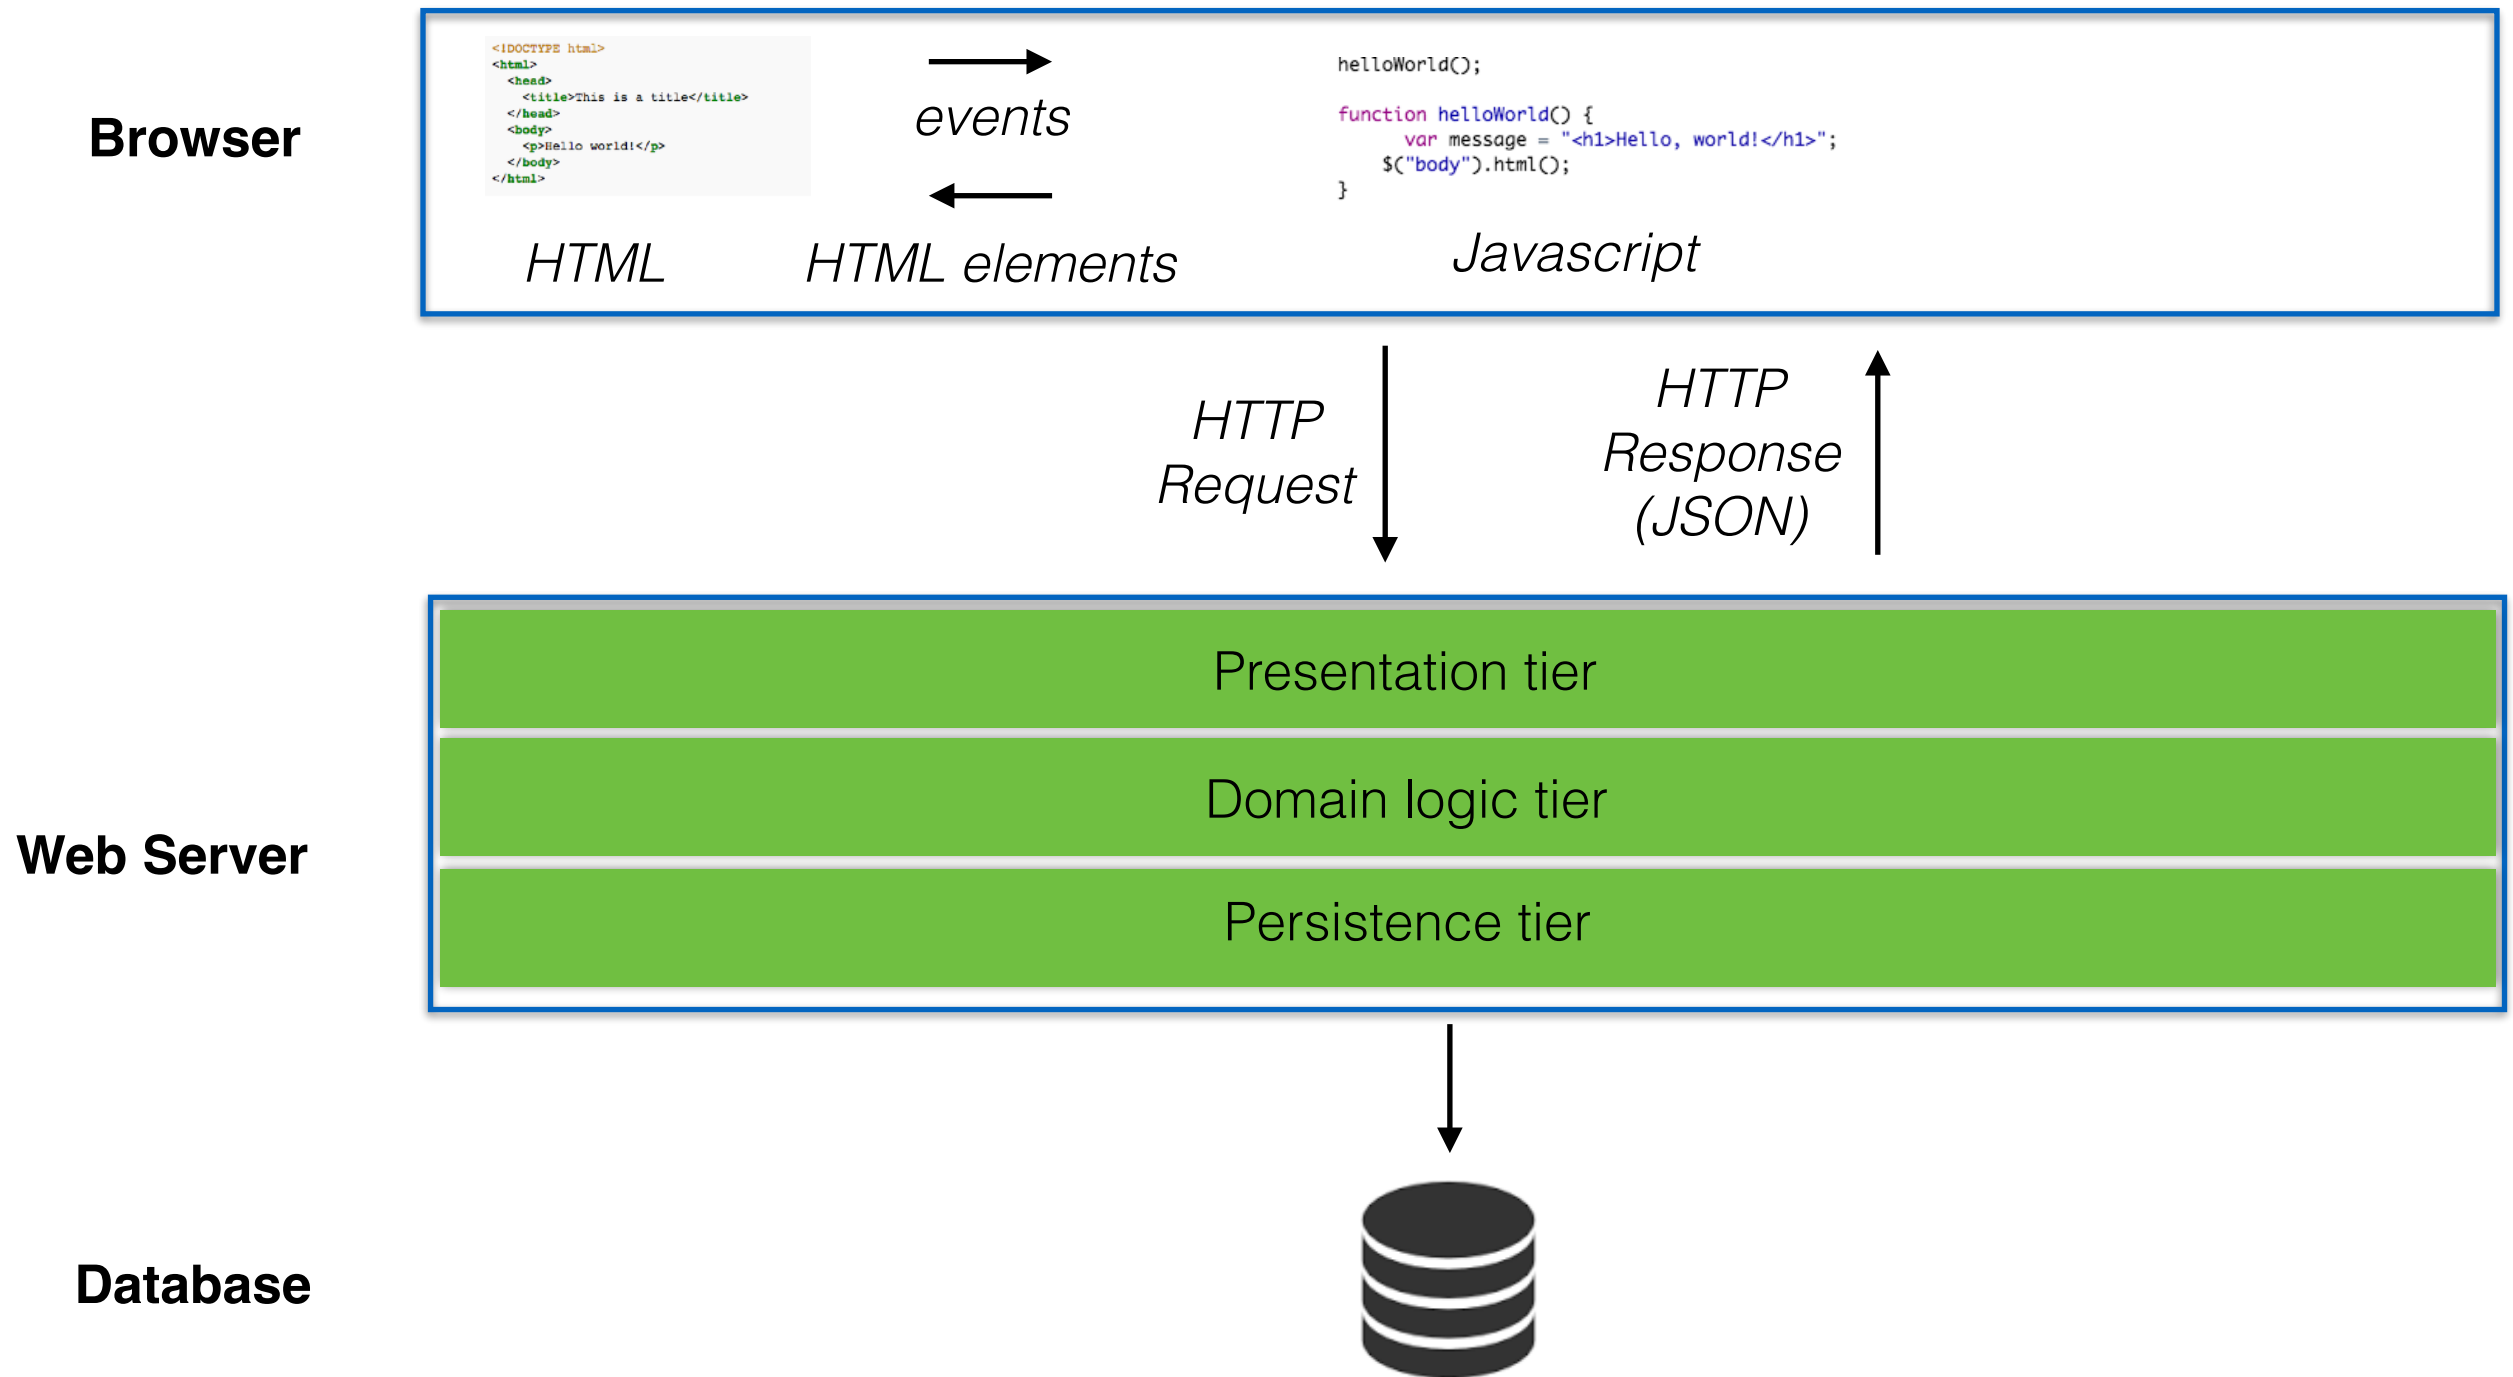 Browser
<!DOCTYPE html>
<html>
<head>
<title>This is a title</title>
</head>
<body>
<p>Hello world!</p>
</body>
</html>
HTML
events
HTML elements
helloWorld();
function helloWorld() {
var message = "<h1>Hello, world!</h1>";
$("body").html();
}
Javascript
HTTP
Request
HTTP
Response
(JSON)
Web Server
Presentation tier
Domain logic tier
Persistence tier
Database